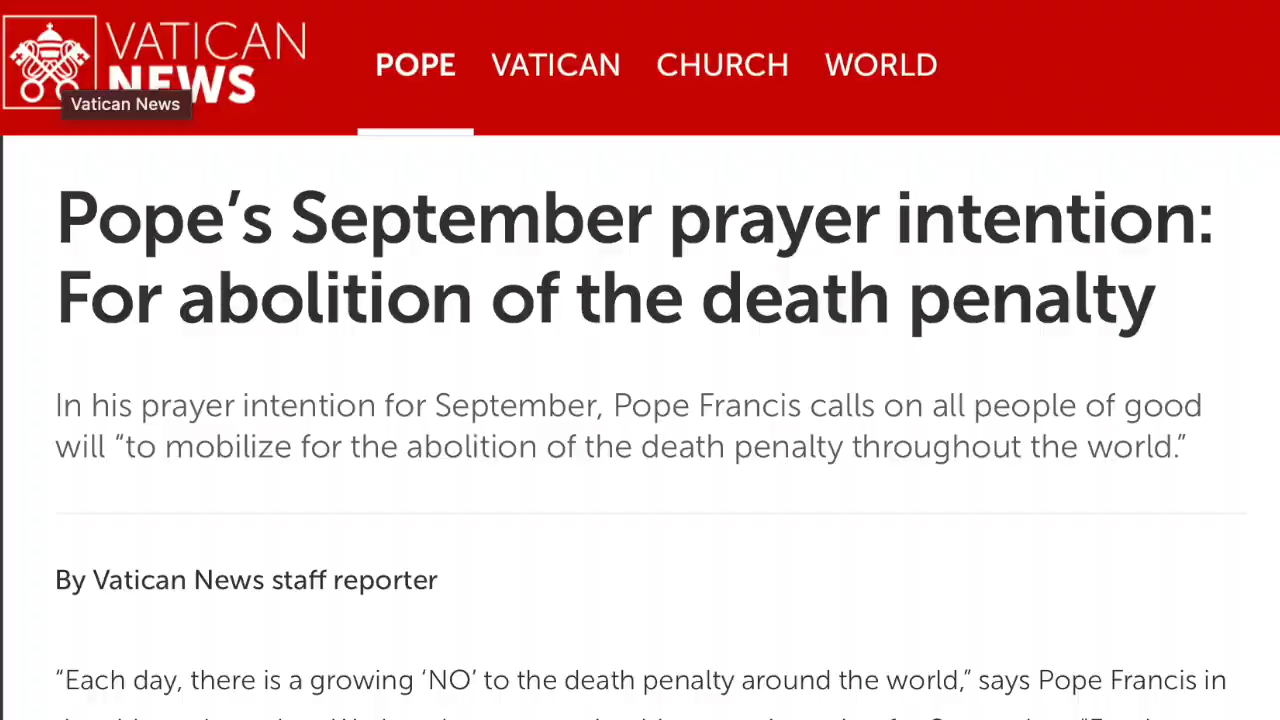 VATICAN
NEWS
Vatican News
POPE VATICAN CHURCH WORLD
Pope’s September prayer intention:
For abolition of the death penalty
In his prayer intention for September, Pope Francis calls on all people of good
will “to mobilize for the abolition of the death penalty throughout the world.”
By Vatican News staff reporter
“Each day, there is a growing ‘NO’ to the death penalty around the world,” says Pope Francis in